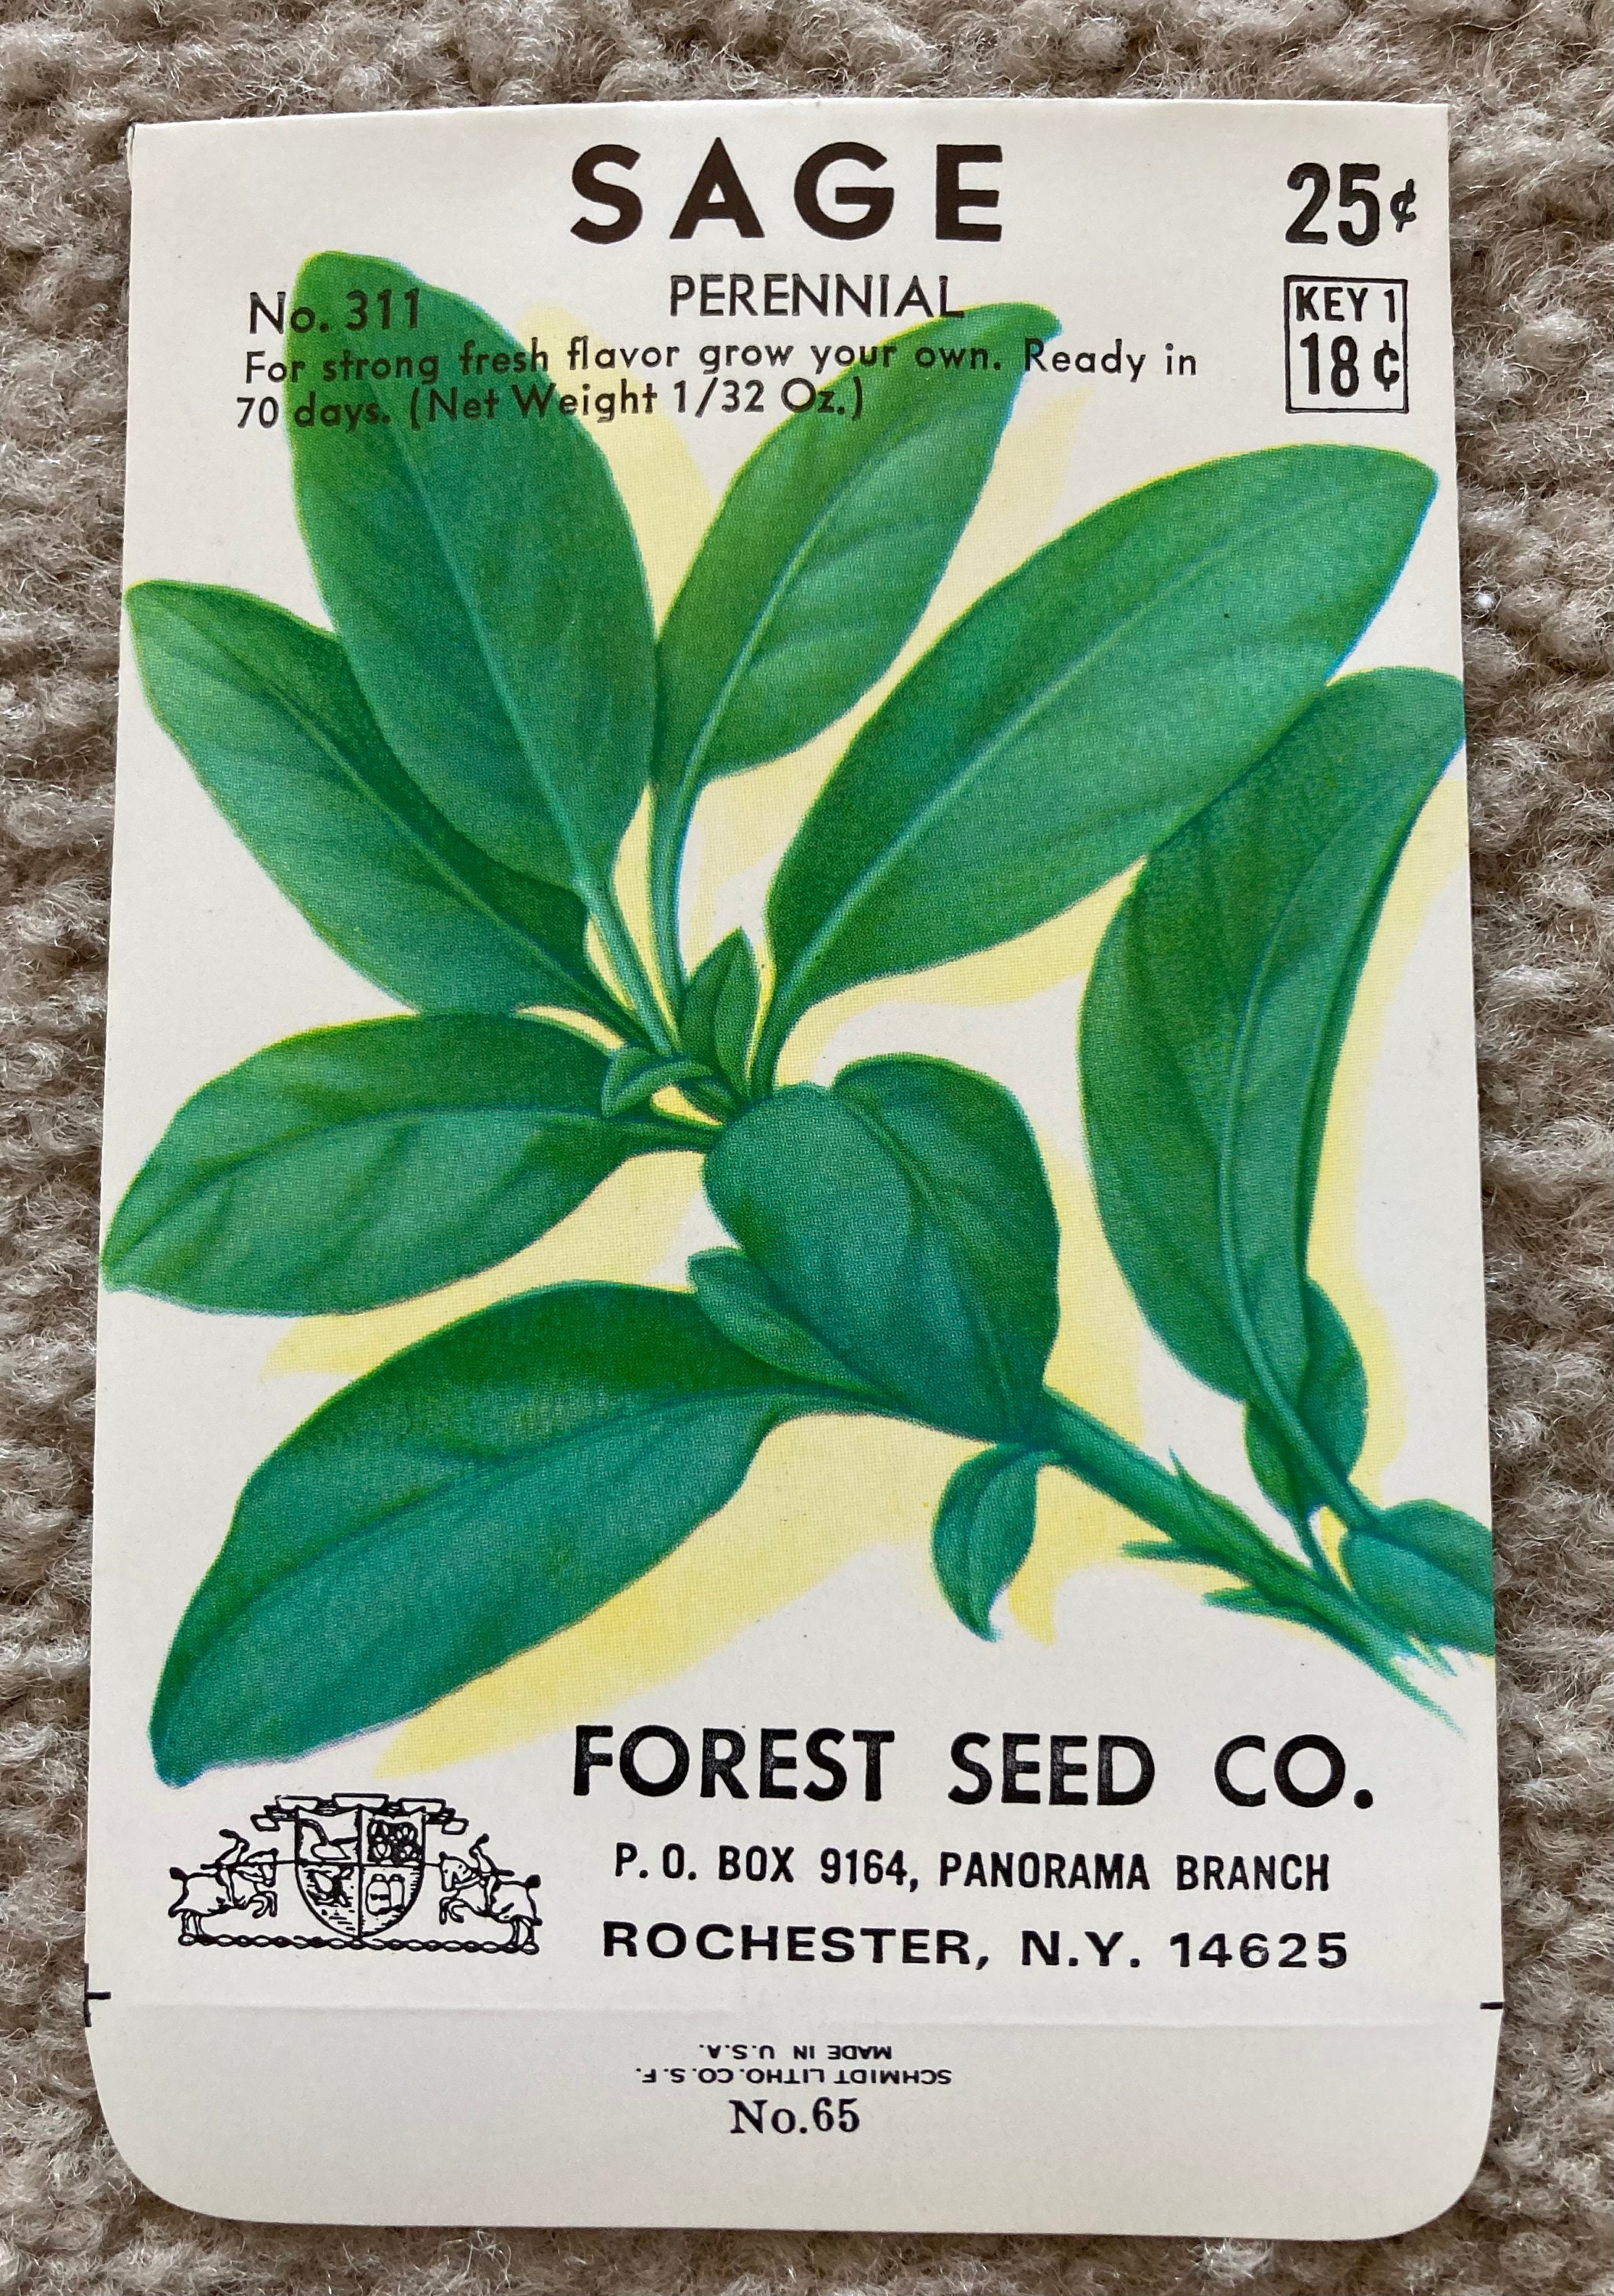 SAGE
25¢
PERENNIAL
KEY 1
18¢
No. 311
For strong fresh flavor grow your own. Ready in
70 days. (Net Weight 1/32 Oz.)
FOREST SEED CO.
P. O. BOX 9164, PANORAMA BRANCH
ROCHESTER, N.Y. 14625
SCHMIDT LITHO. CO. S. F.
MADE IN U.S.A.
No.65